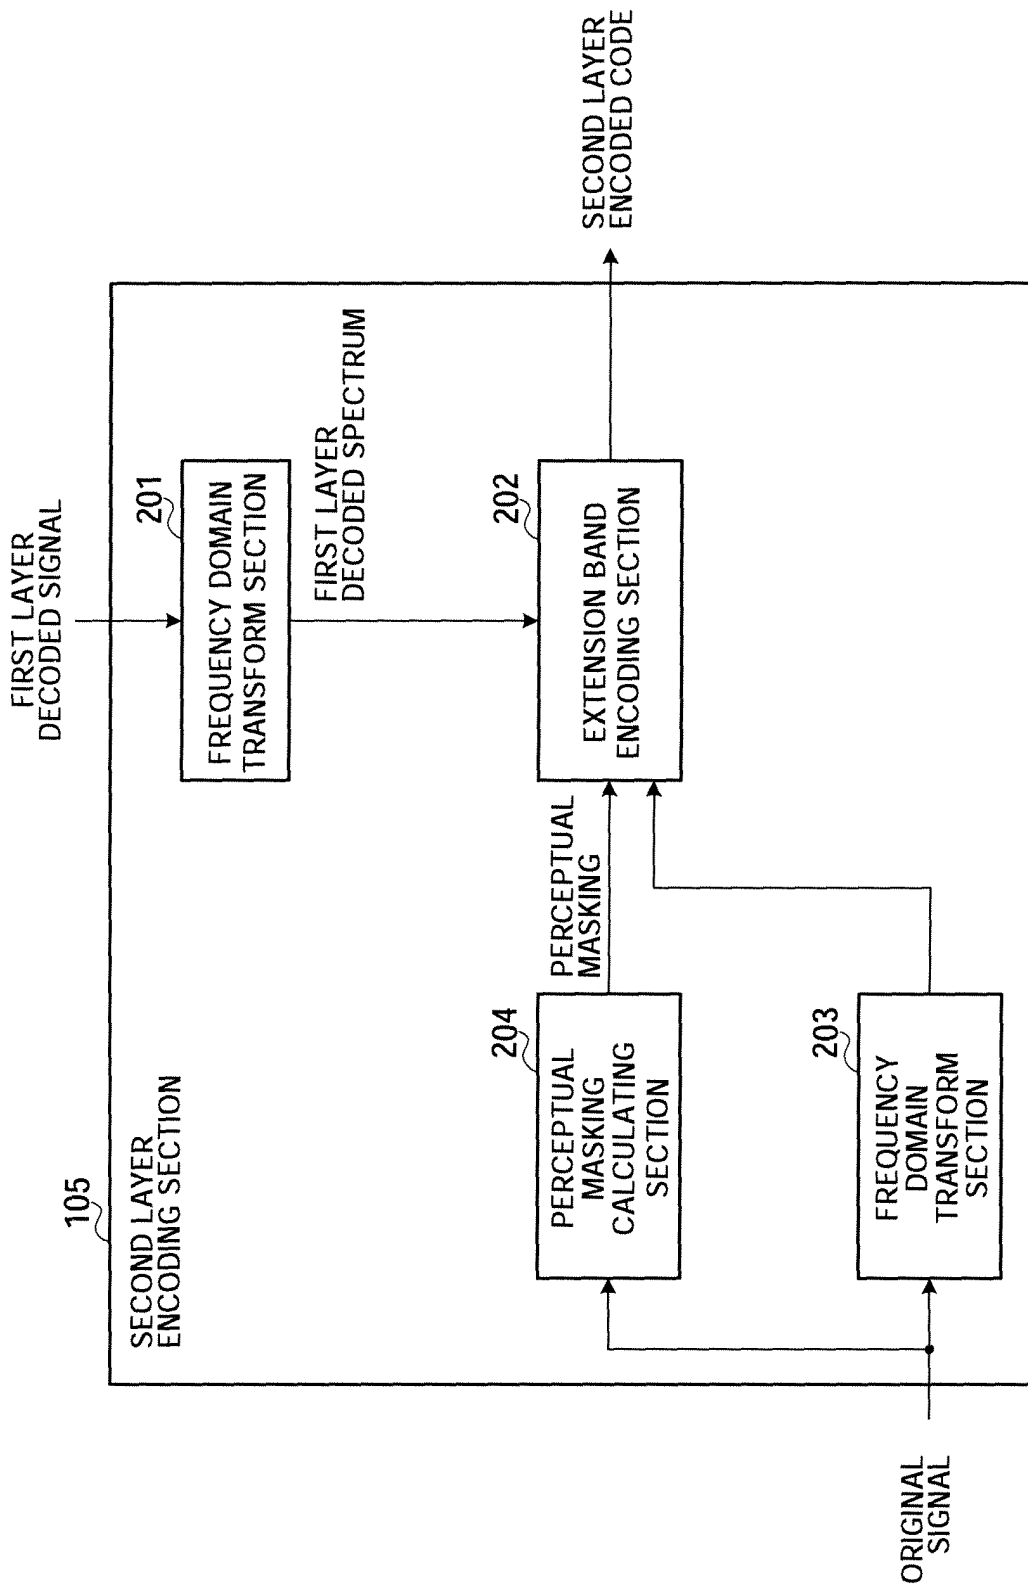 FIRST LAYER
DECODED SIGNAL
105
SECOND LAYER
ENCODING SECTION
201
FREQUENCY DOMAIN
TRANSFORM SECTION
FIRST LAYER
DECODED SPECTRUM
204
PERCEPTUAL
MASKING
CALCULATING
SECTION
PERCEPTUAL
MASKING
202
EXTENSION BAND
ENCODING SECTION
SECOND LAYER
ENCODED CODE
203
FREQUENCY
DOMAIN
TRANSFORM
SECTION
ORIGINAL
SIGNAL